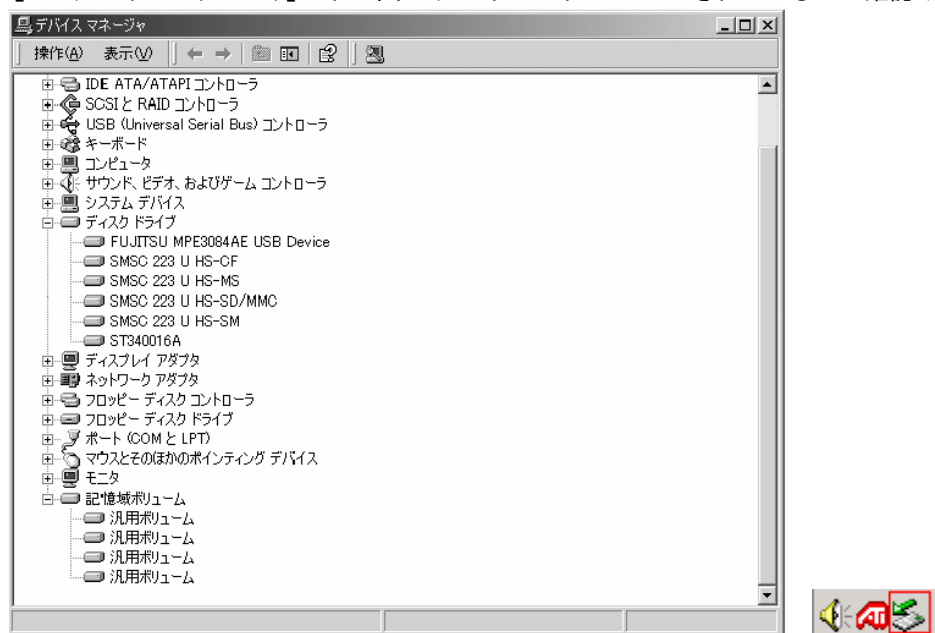 デバイス マネージャ
操作(A) 表示(V)
IDE ATA/ATAPI コントローラ
SCSI と RAID コントローラ
USB (Universal Serial Bus) コントローラ
キーボード
コンピュータ
サウンド、ビデオ、およびゲーム コントローラ
システム デバイス
ディスク ドライブ
FUJITSU MPE3084AE USB Device
SMSC 223 U HS-CF
SMSC 223 U HS-MS
SMSC 223 U HS-SD/MMC
SMSC 223 U HS-SM
ST340016A
ディスプレイ アダプタ
ネットワーク アダプタ
フロッピー ディスク コントローラ
フロッピー ディスク ドライブ
ポート (COM と LPT)
マウスとそのほかのポインティング デバイス
モニタ
記憶域ボリューム
汎用ボリューム
汎用ボリューム
汎用ボリューム
汎用ボリューム
ATI